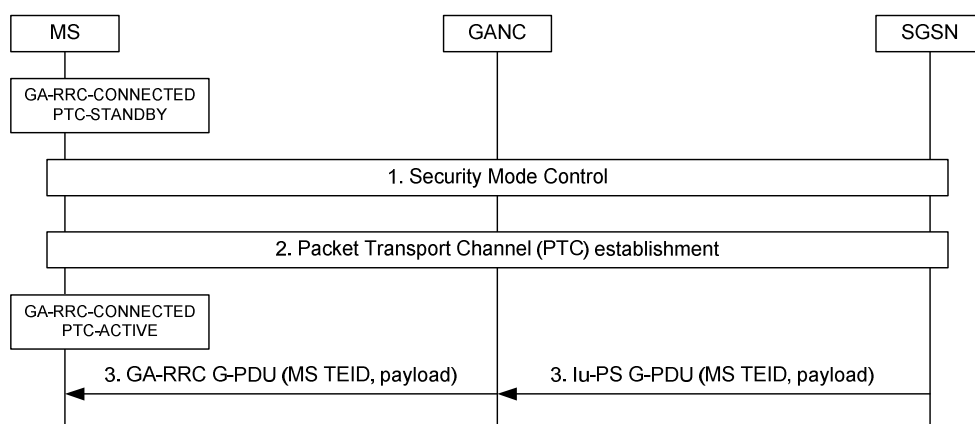 MS
GANC
SGSN
GA-RRC-CONNECTED
PTC-STANDBY
1. Security Mode Control
2. Packet Transport Channel (PTC) establishment
GA-RRC-CONNECTED
PTC-ACTIVE
3. GA-RRC G-PDU (MS TEID, payload)
3. Iu-PS G-PDU (MS TEID, payload)